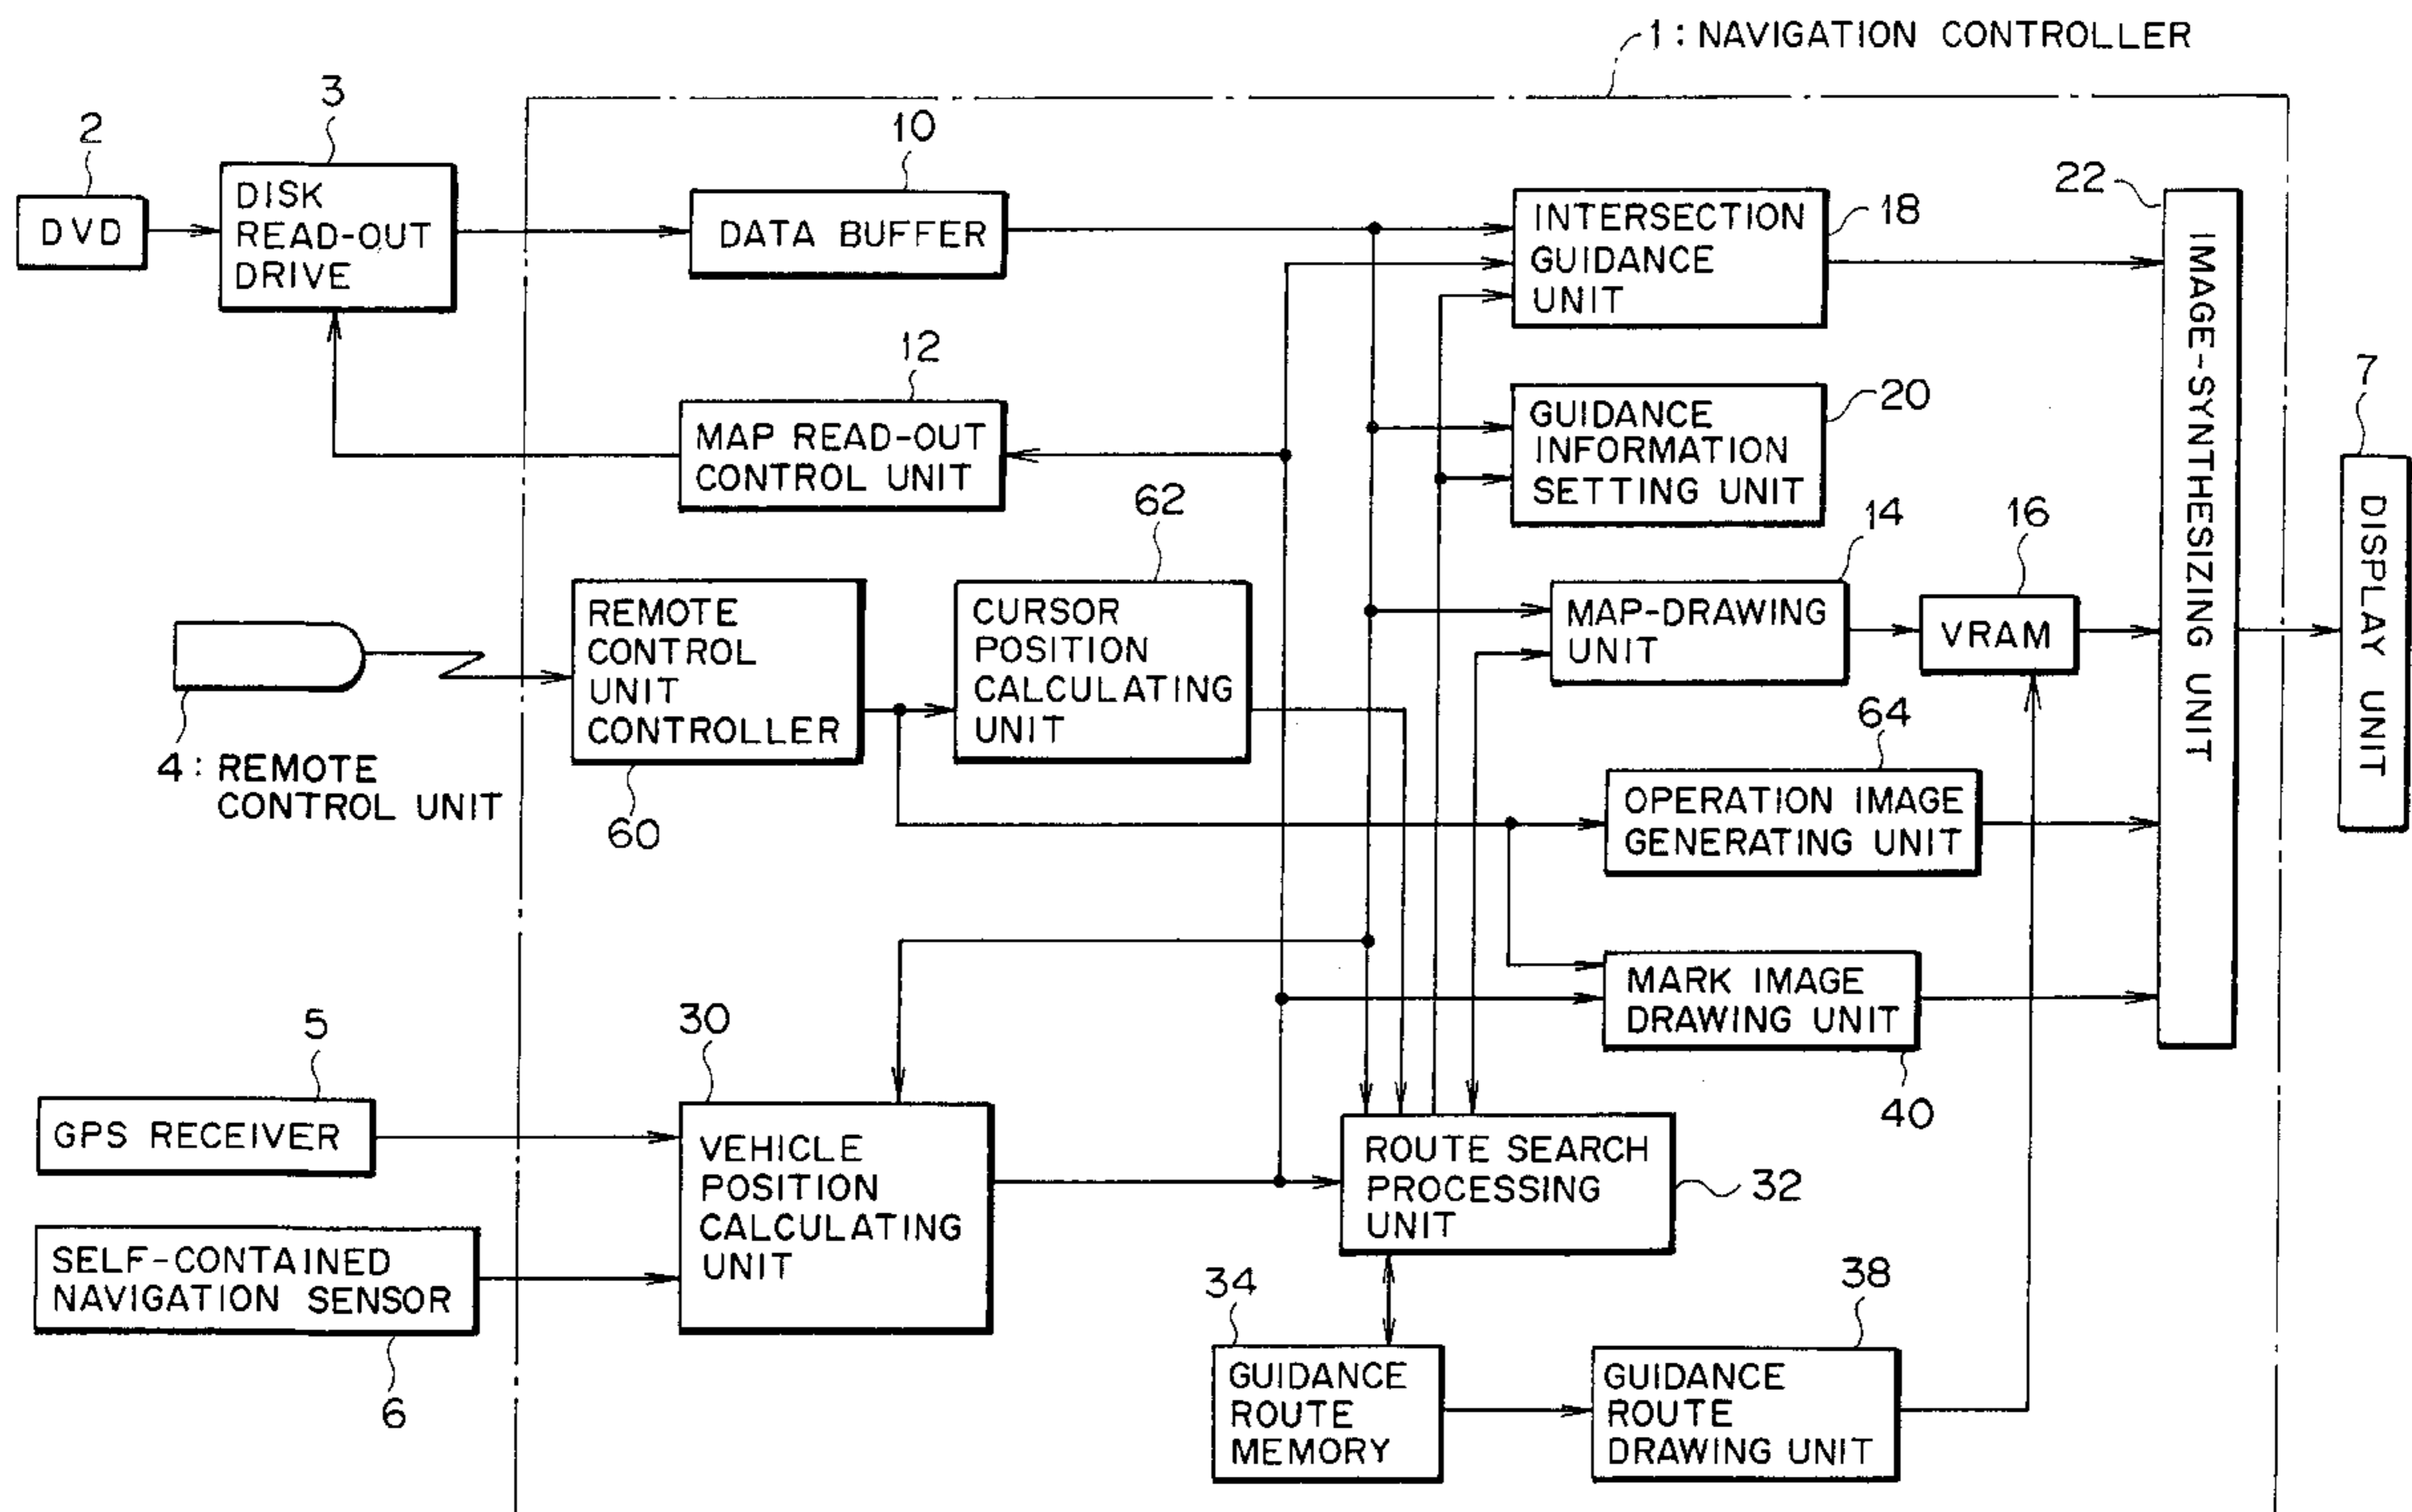 1 : NAVIGATION CONTROLLER
2
DVD
3
DISK
READ-OUT
DRIVE
10
DATA BUFFER
12
MAP READ-OUT
CONTROL UNIT
18
INTERSECTION
GUIDANCE
UNIT
20
GUIDANCE
INFORMATION
SETTING UNIT
22
IMAGE-SYNTHESIZING UNIT
7
DISPLAY UNIT
4 : REMOTE
CONTROL UNIT
REMOTE
CONTROL
UNIT
CONTROLLER
60
62
CURSOR
POSITION
CALCULATING
UNIT
14
MAP-DRAWING
UNIT
16
VRAM
64
OPERATION IMAGE
GENERATING UNIT
MARK IMAGE
DRAWING UNIT
40
5
GPS RECEIVER
SELF-CONTAINED
NAVIGATION SENSOR
6
30
VEHICLE
POSITION
CALCULATING
UNIT
ROUTE SEARCH
PROCESSING
UNIT
32
34
GUIDANCE
ROUTE
MEMORY
38
GUIDANCE
ROUTE
DRAWING UNIT